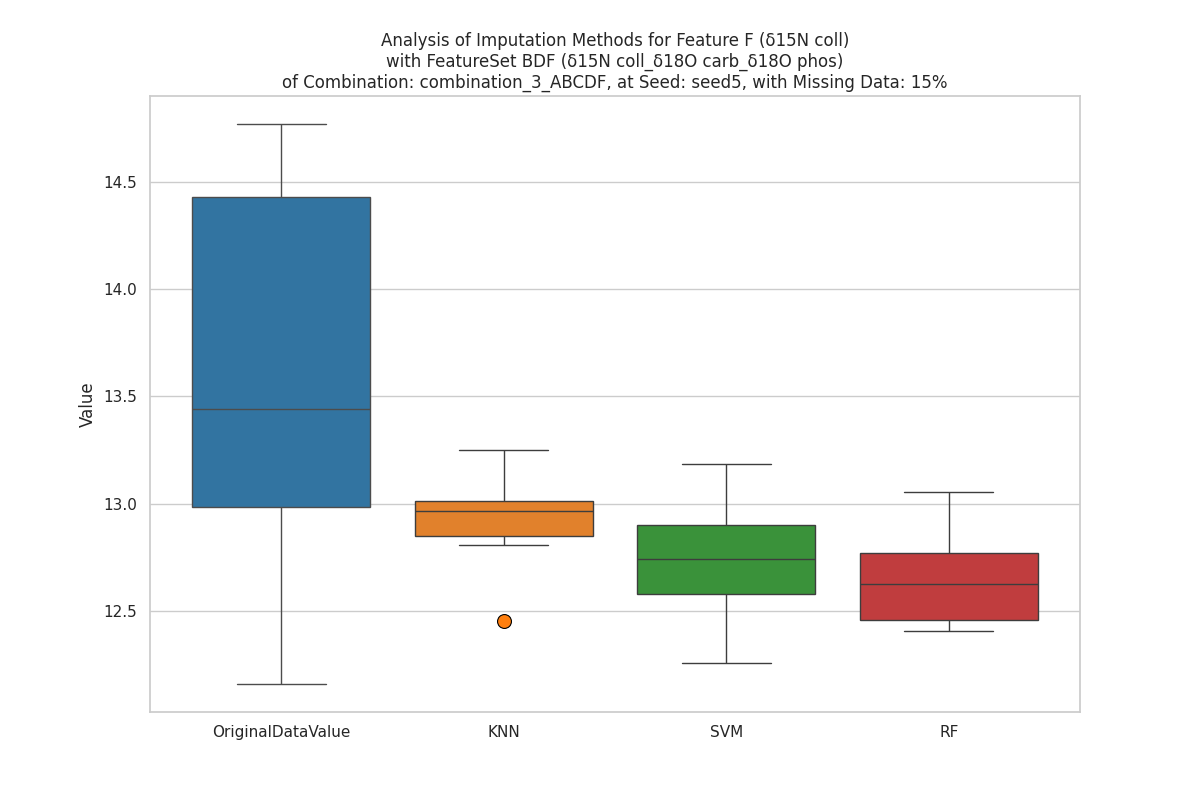 Analysis of Imputation Methods for Feature F (δ15N coll)
with FeatureSet BDF (δ15N coll_δ18O carb_δ18O phos)
of Combination: combination_3_ABCDF, at Seed: seed5, with Missing Data: 15%
Value
14.5
14.0
13.5
13.0
12.5
OriginalDataValue
KNN
SVM
RF